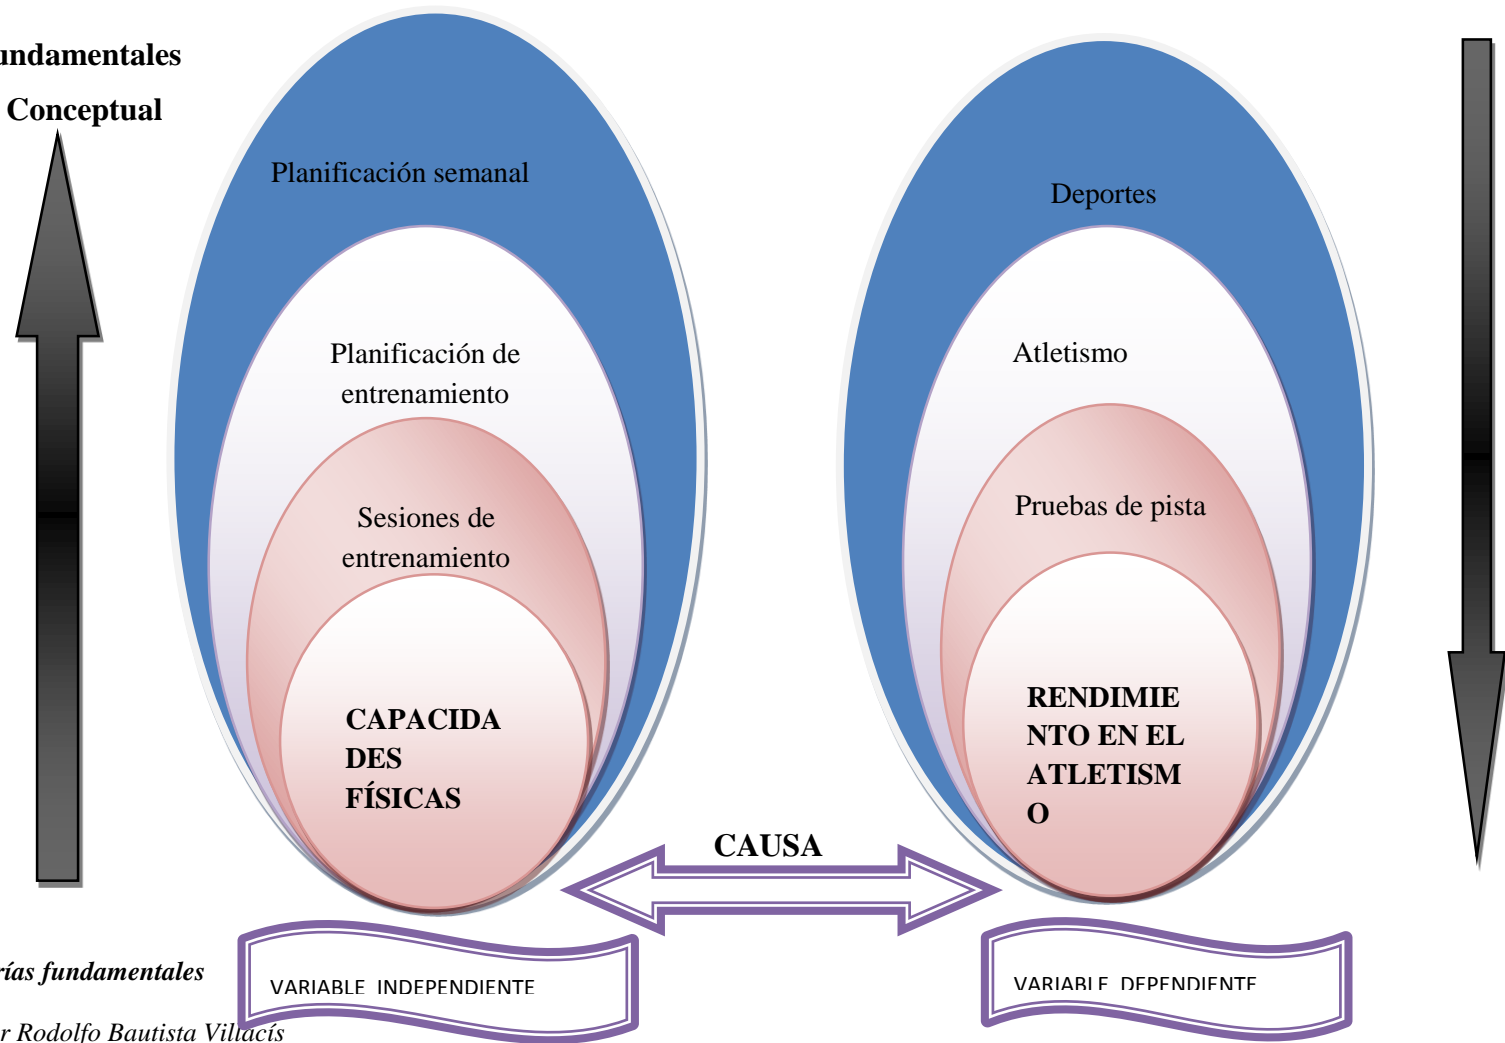 undamentales
Conceptual
Planificación semanal
Planificación de
entrenamiento
Sesiones de
entrenamiento
CAPACIDA
DES
FÍSICAS
Deportes
Atletismo
Pruebas de pista
RENDIMIE
NTO EN EL
ATLETISM
O
CAUSA
VARIABLE INDEPENDIENTE
VARIABLE DEPENDIENTE
rías fundamentales
r Rodolfo Bautista Villacís